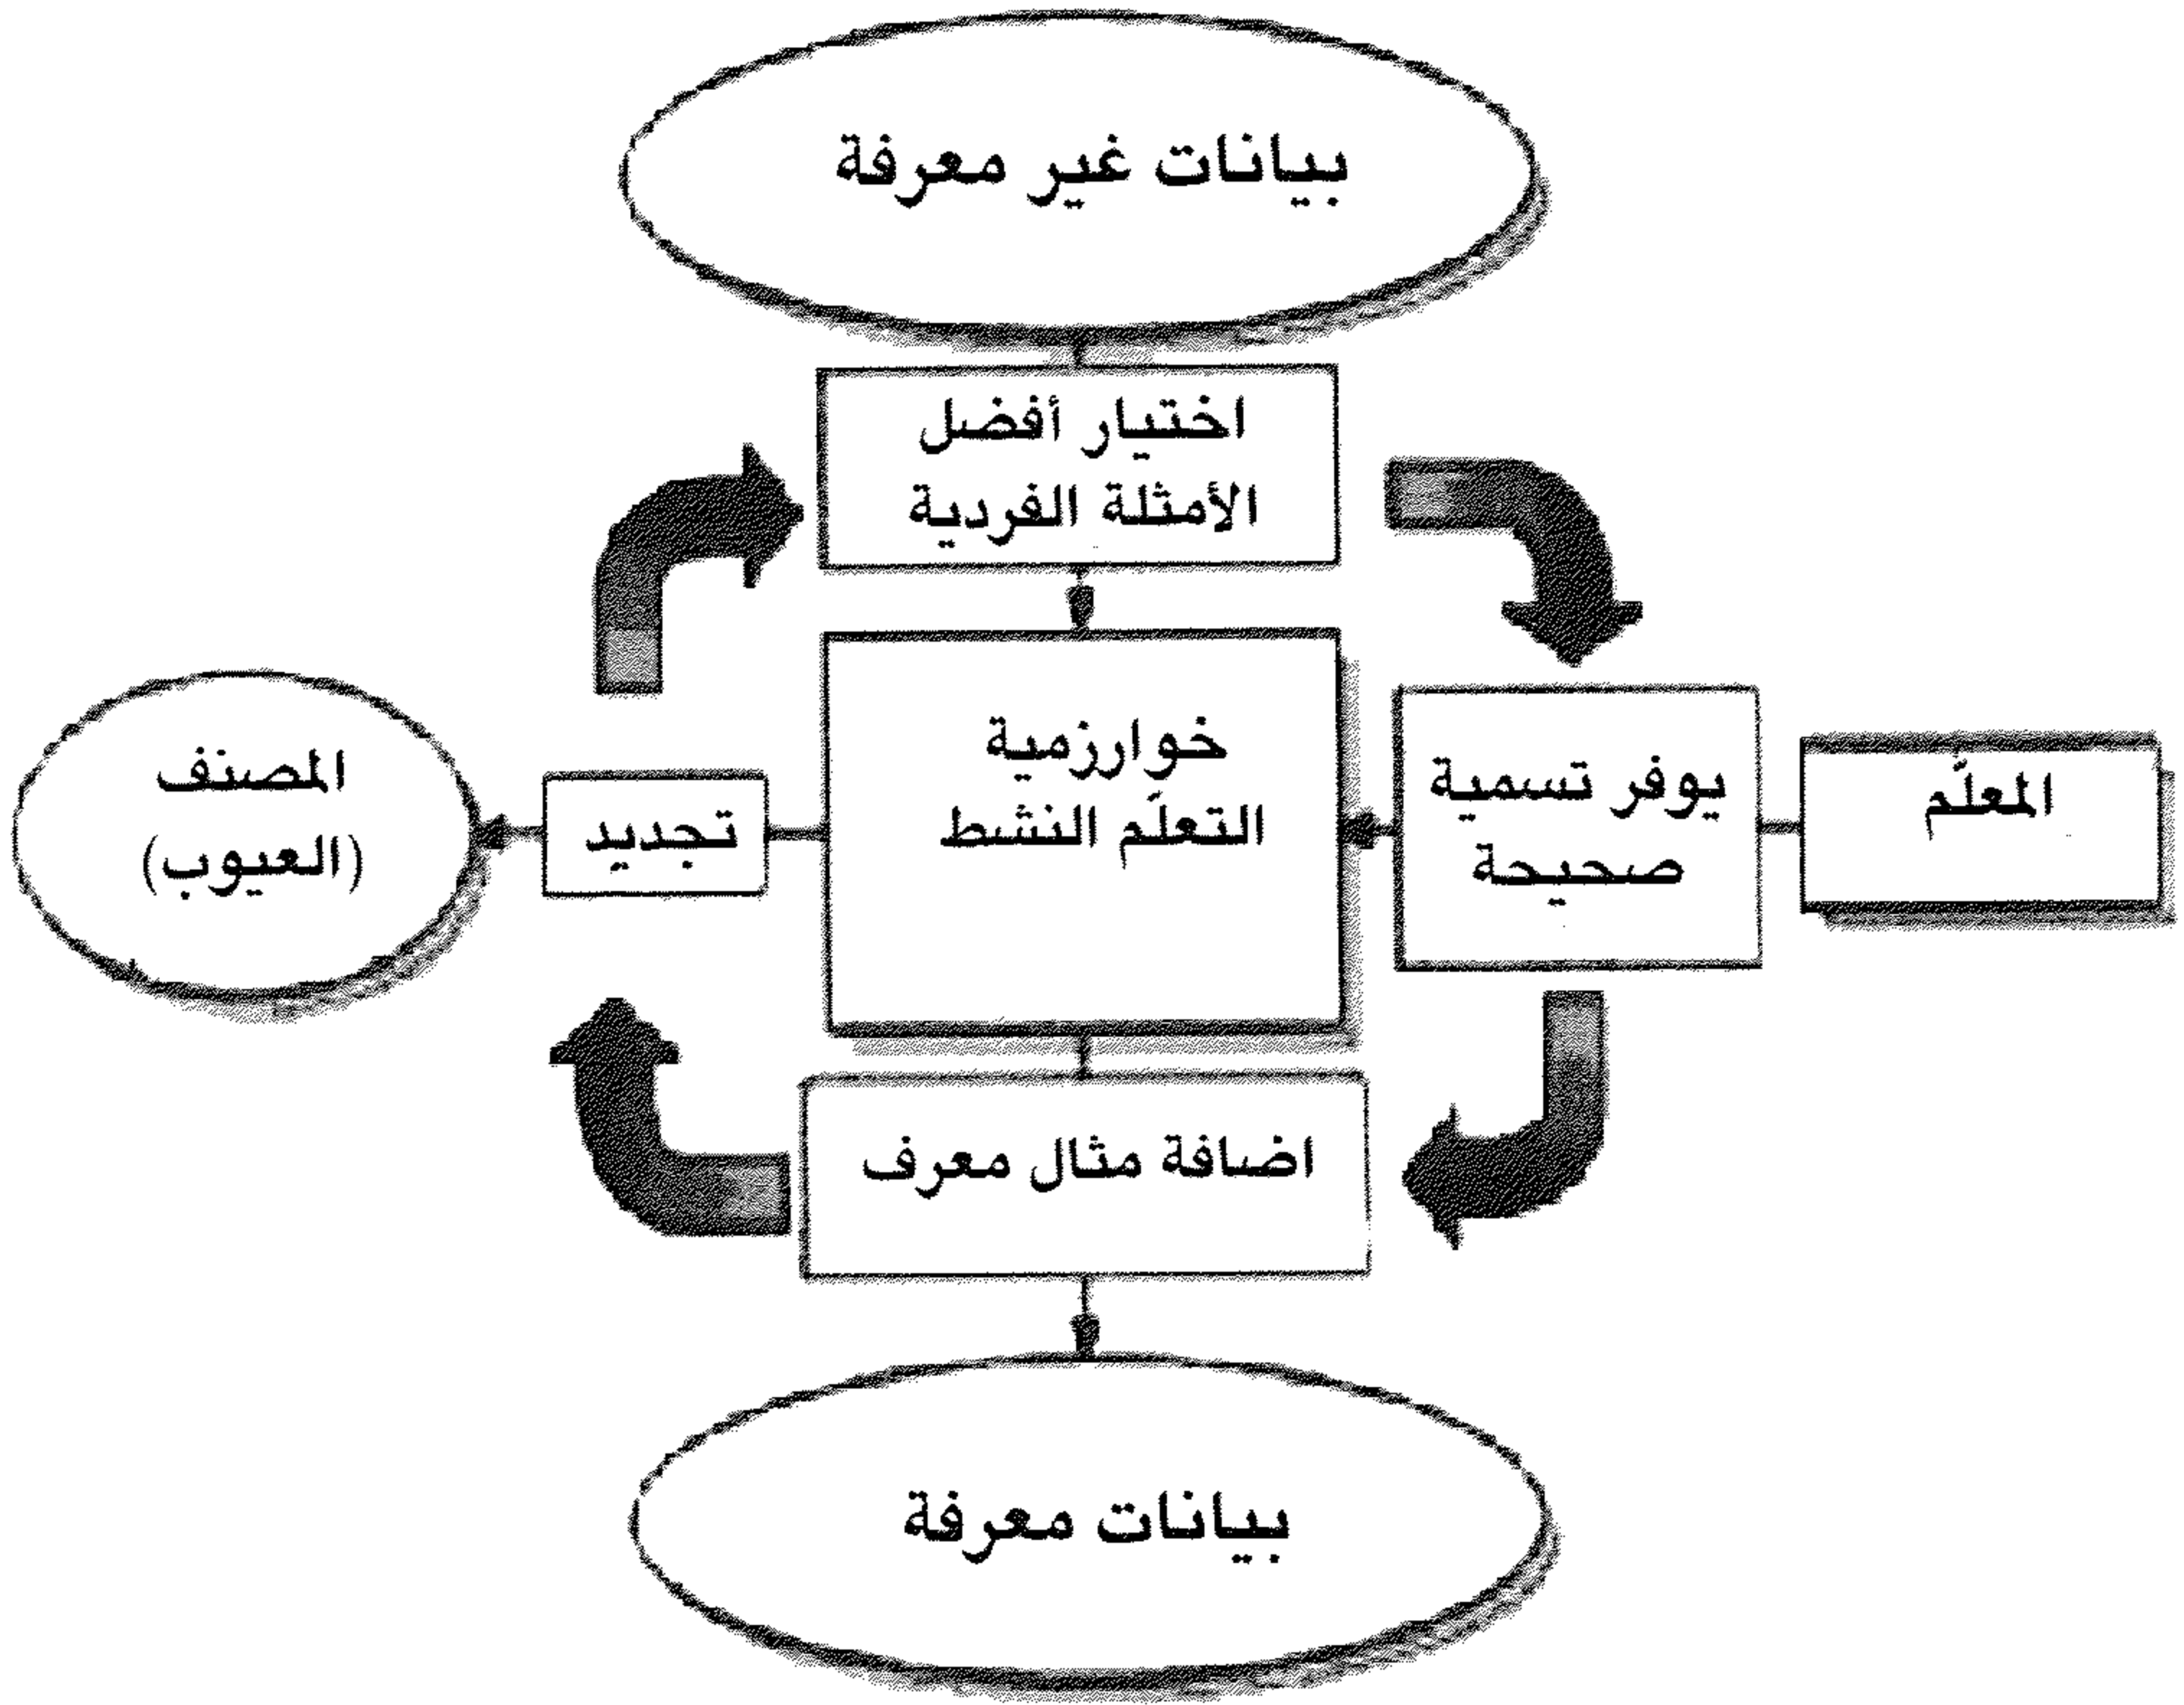 بيانات غير معرفة
اختيار أفضل
الأمثلة الفردية
خوارزمية
التعلّم النشط
يوفر تسمية
صحيحة
المعلّم
تجديد
المصنف
(العيوب)
اضافة مثال معرف
بيانات معرفة